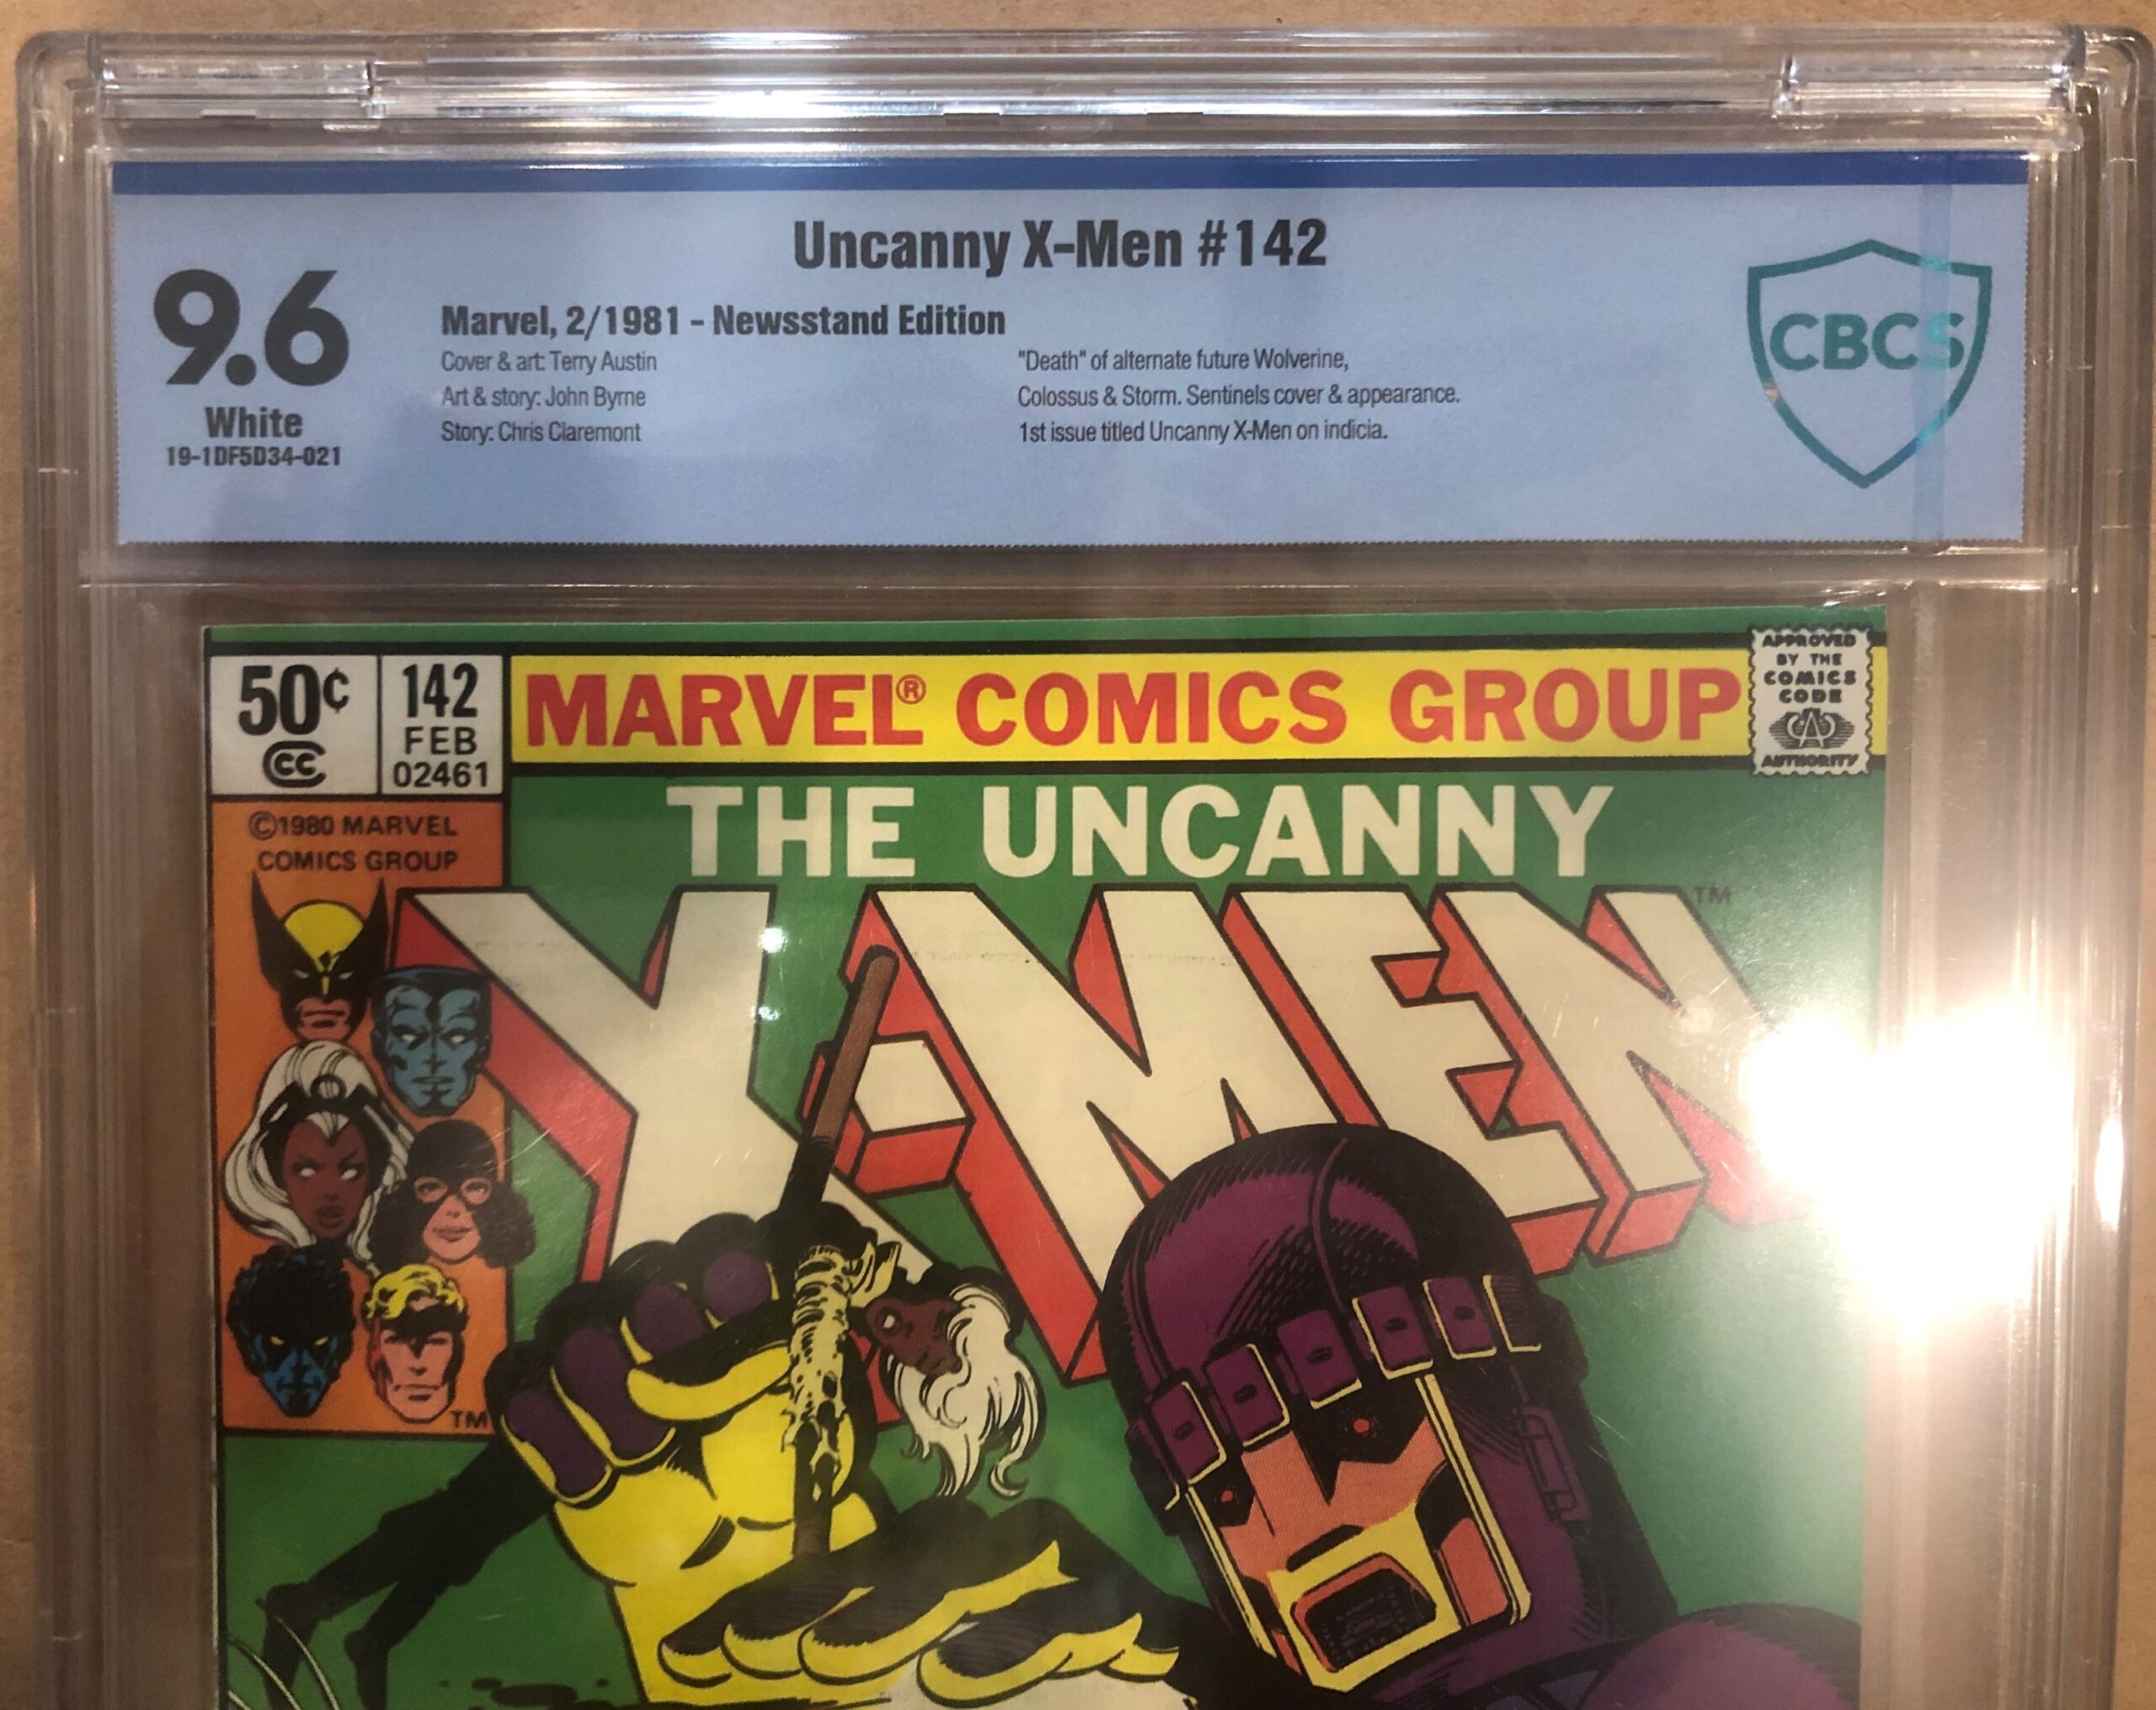 Uncanny X-Men #142
9.6
White
19-1DF5D34-021
Marvel, 2/1981 - Newsstand Edition
Cover & art: Terry Austin
Art & story: John Byrne
Story: Chris Claremont
"Death" of alternate future Wolverine,
Colossus & Storm. Sentinels cover & appearance.
1st issue titled Uncanny X-Men on indicia.
CBCS
50¢
CC
142
FEB
02461
MARVEL® COMICS GROUP
APPROVED
BY THE
COMICS
CODE
CA
AUTHORITY
©1980 MARVEL
COMICS GROUP
THE UNCANNY
X-MEN™
TM